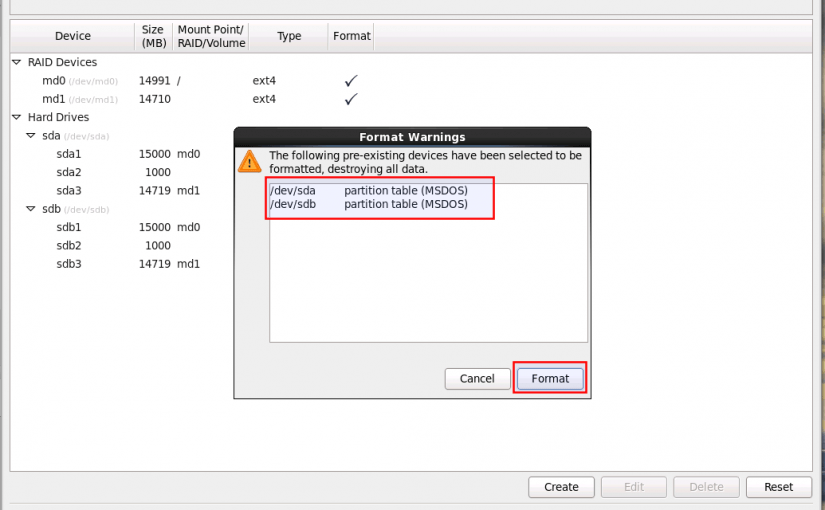 Device Size (MB) Mount Point/ RAID/Volume Type Format
RAID Devices
md0 (/dev/md0) 14991 / ext4
md1 (/dev/md1) 14710 ext4
Hard Drives
sda (/dev/sda)
sda1 15000 md0
sda2 1000
sda3 14719 md1
sdb (/dev/sdb)
sdb1 15000 md0
sdb2 1000
sdb3 14719 md1
Format Warnings
The following pre-existing devices have been selected to be
formatted, destroying all data.
/dev/sda partition table (MSDOS)
/dev/sdb partition table (MSDOS)
Cancel Format
Create Edit Delete Reset